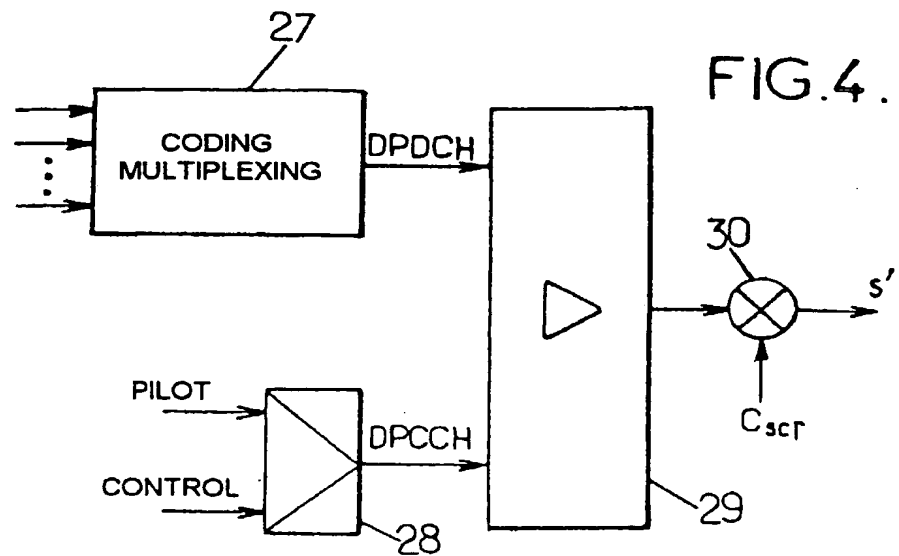 27
FIG.4.
CODING
MULTIPLEXING
DPDCH
30
s'
PILOT
DPCCH
Cscr
CONTROL
28
29